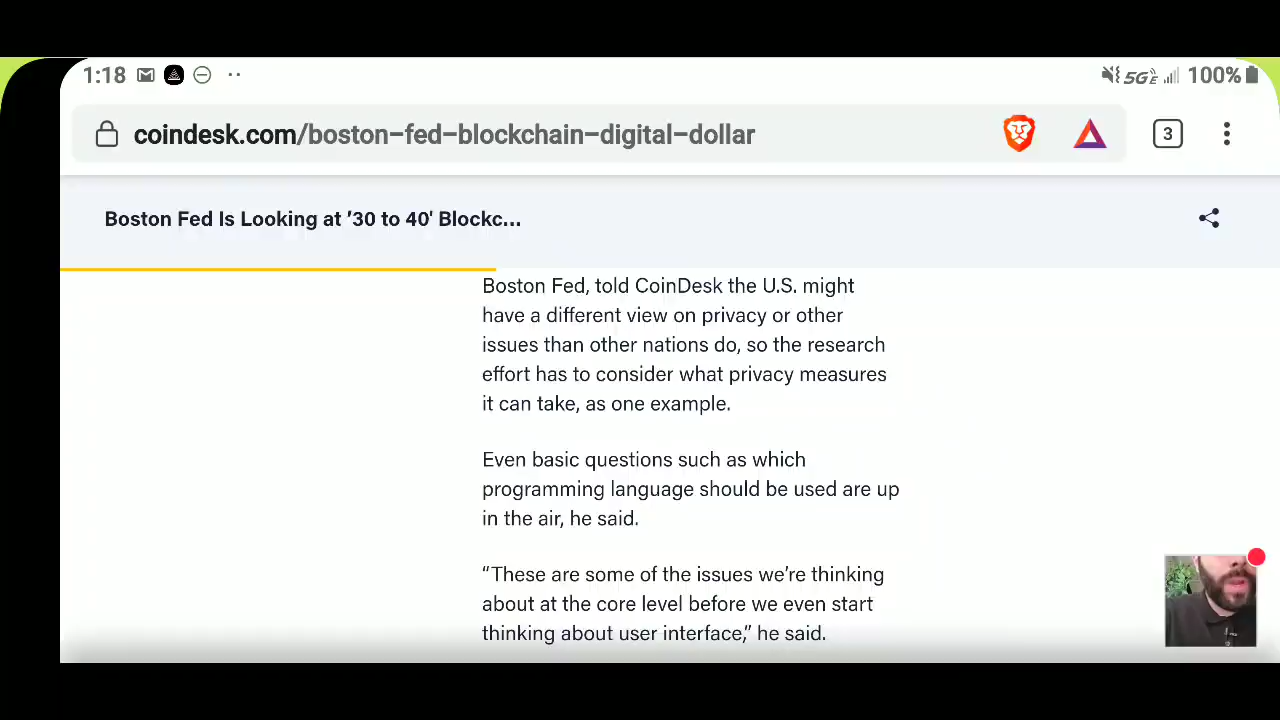 1:18
5GE 100%
coindesk.com/boston-fed-blockchain-digital-dollar
3
Boston Fed Is Looking at '30 to 40' Blockc...
Boston Fed, told CoinDesk the U.S. might
have a different view on privacy or other
issues than other nations do, so the research
effort has to consider what privacy measures
it can take, as one example.
Even basic questions such as which
programming language should be used are up
in the air, he said.
“These are some of the issues we’re thinking
about at the core level before we even start
thinking about user interface,” he said.